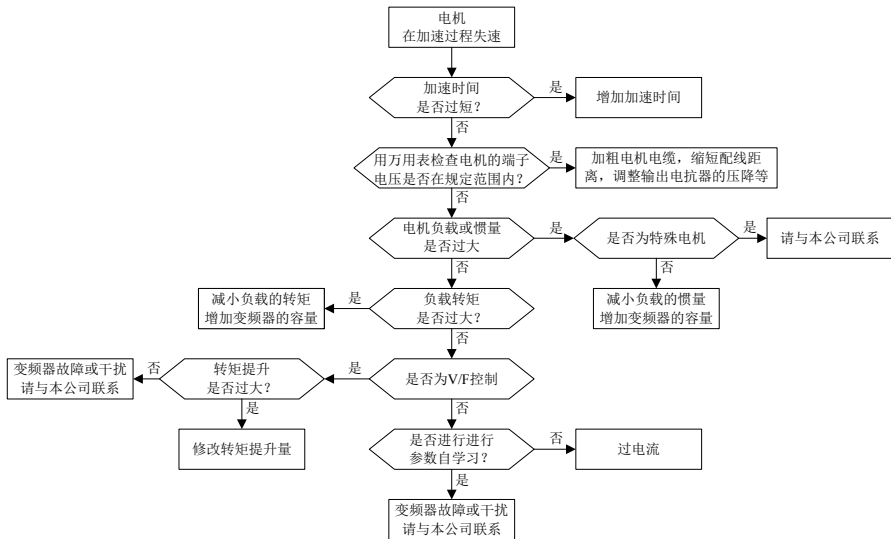 电机
在加速过程失速
加速时间
是否过短？
是
增加加速时间
否
用万用表检查电机的端子
电压是否在规定范围内？
是
加粗电机电缆，缩短配线距
离，调整输出电抗器的压降等
否
电机负载或惯量
是否过大
是
是否为特殊电机
是
请与本公司联系
否
否
减小负载的转矩
增加变频器的容量
是
负载转矩
是否过大？
减小负载的惯量
增加变频器的容量
否
变频器故障或干扰
请与本公司联系
否
转矩提升
是否过大？
是
是否为V/F控制
是
否
修改转矩提升量
是否进行进行
参数自学习？
否
过电流
是
变频器故障或干扰
请与本公司联系